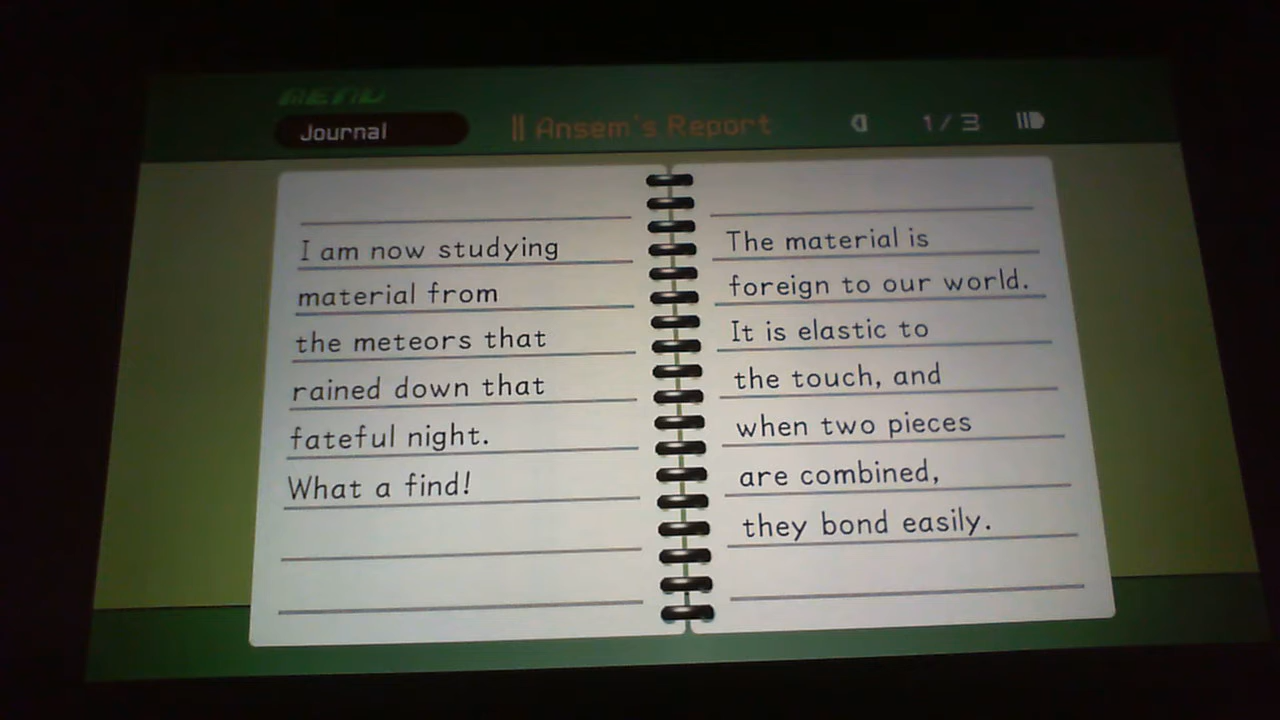 MENU
Journal
Ansem's Report
1/3
I am now studying
material from
the meteors that
rained down that
fateful night.
What a find!
The material is
foreign to our world.
It is elastic to
the touch, and
when two pieces
are combined,
they bond easily.